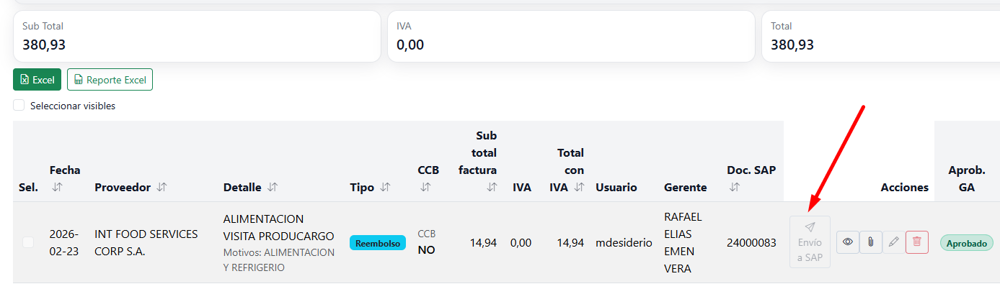 Sub Total
380,93
IVA
0,00
Total
380,93
Excel
Reporte Excel
Seleccionar visibles
Sel.
Fecha
Proveedor
Detalle
Tipo
CCB
Sub
total
factura
IVA
Total
con
IVA
Usuario
Gerente
Doc. SAP
Acciones
Aprob.
GA
2026-
02-23
INT FOOD SERVICES
CORP S.A.
ALIMENTACION
VISITA PRODUCARGO
Motivos: ALIMENTACION
Y REFRIGERIO
Reembolso
CCB
NO
14,94
0,00
14,94
mdesiderio
RAFAEL
ELIAS
EMEN
VERA
24000083
Envío
a SAP
Aprobado